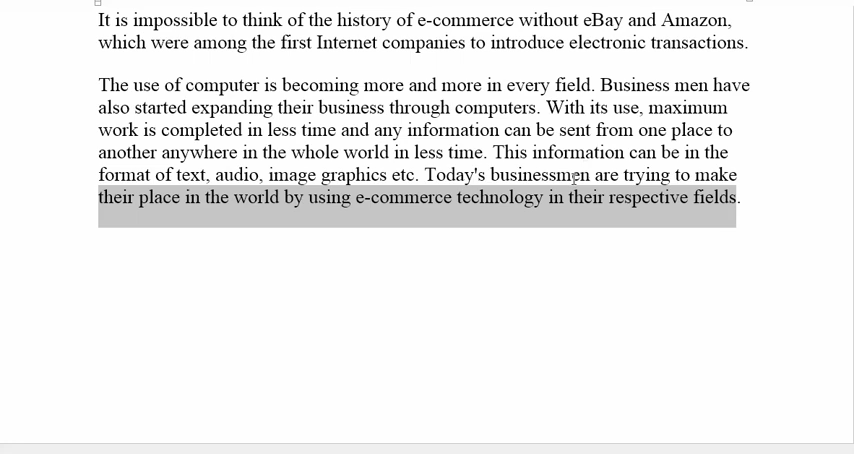 It is impossible to think of the history of e-commerce without eBay and Amazon,
which were among the first Internet companies to introduce electronic transactions.
The use of computer is becoming more and more in every field. Business men have
also started expanding their business through computers. With its use, maximum
work is completed in less time and any information can be sent from one place to
another anywhere in the whole world in less time. This information can be in the
format of text, audio, image graphics etc. Today's businessmen are trying to make
their place in the world by using e-commerce technology in their respective fields.